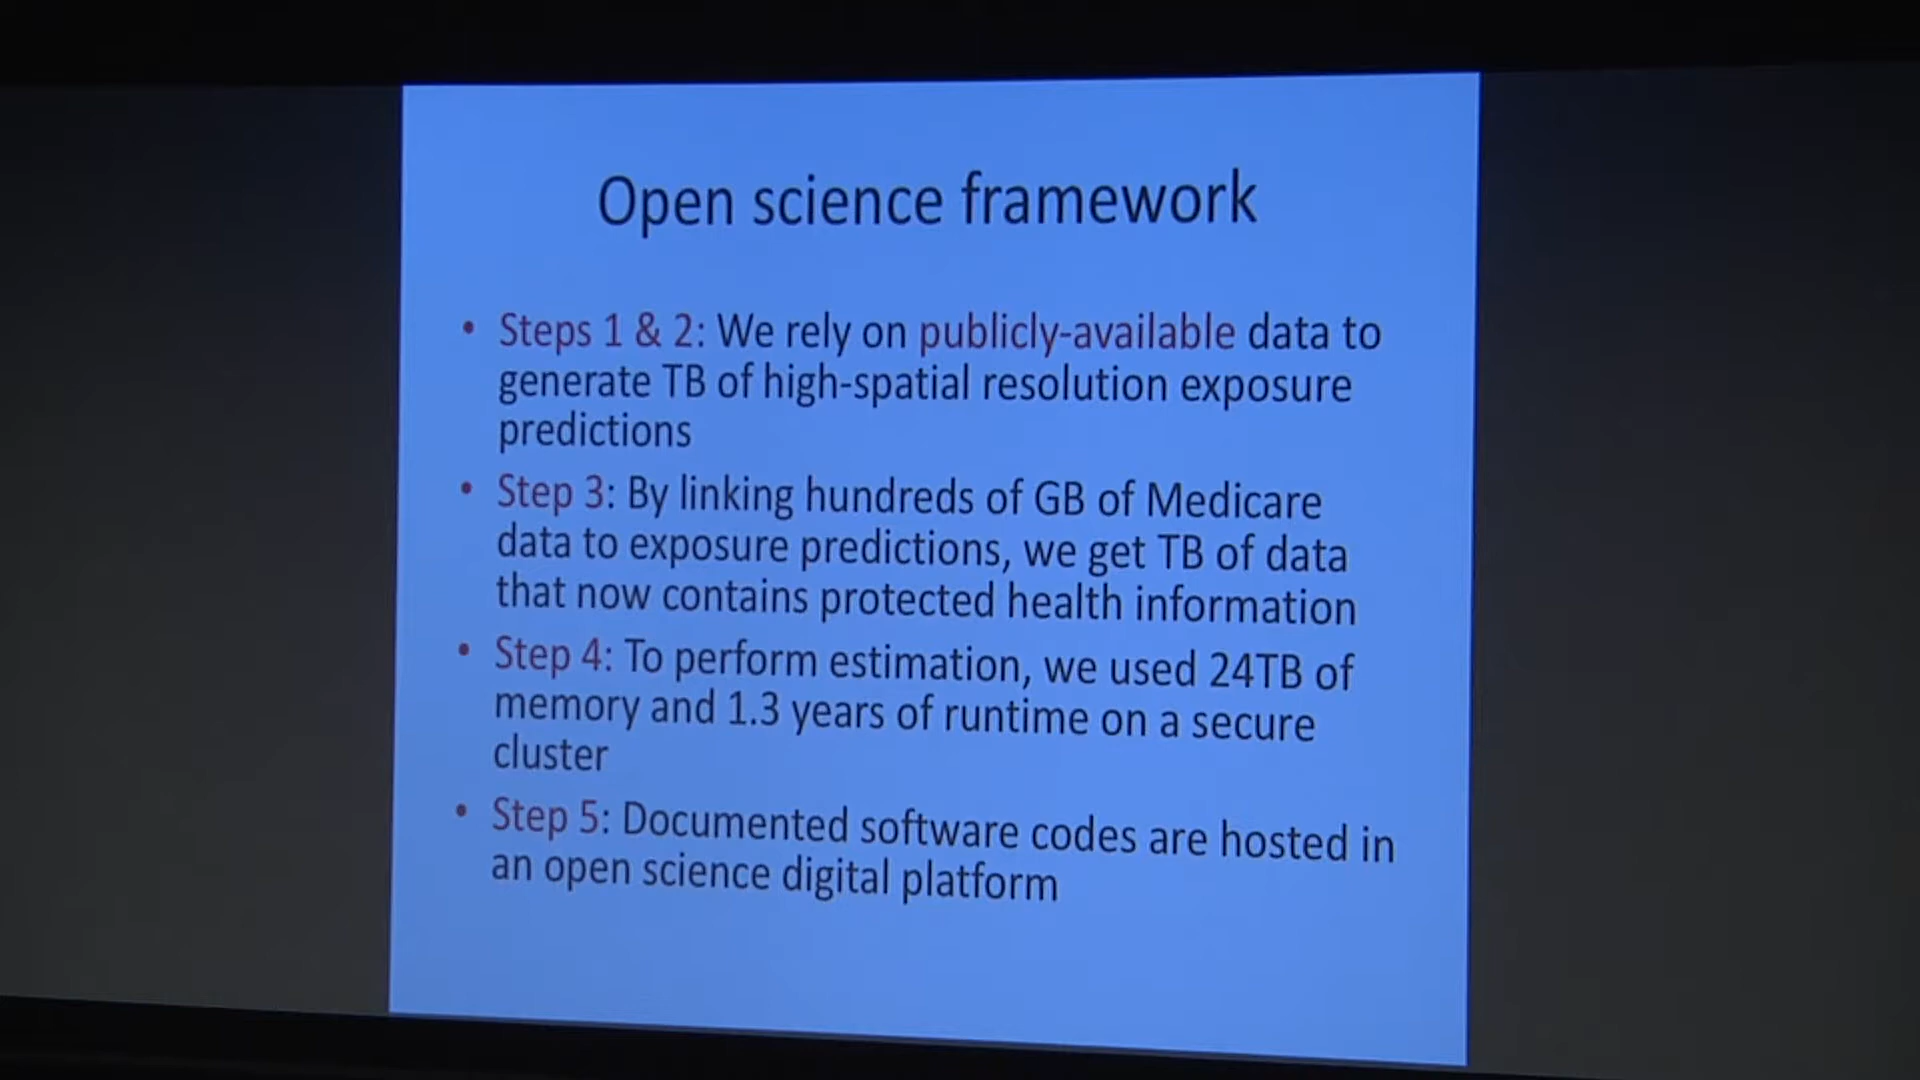 Open science framework
• Steps 1 & 2: We rely on publicly-available data to
generate TB of high-spatial resolution exposure
predictions
• Step 3: By linking hundreds of GB of Medicare
data to exposure predictions, we get TB of data
that now contains protected health information
• Step 4: To perform estimation, we used 24TB of
memory and 1.3 years of runtime on a secure
cluster
• Step 5: Documented software codes are hosted in
an open science digital platform